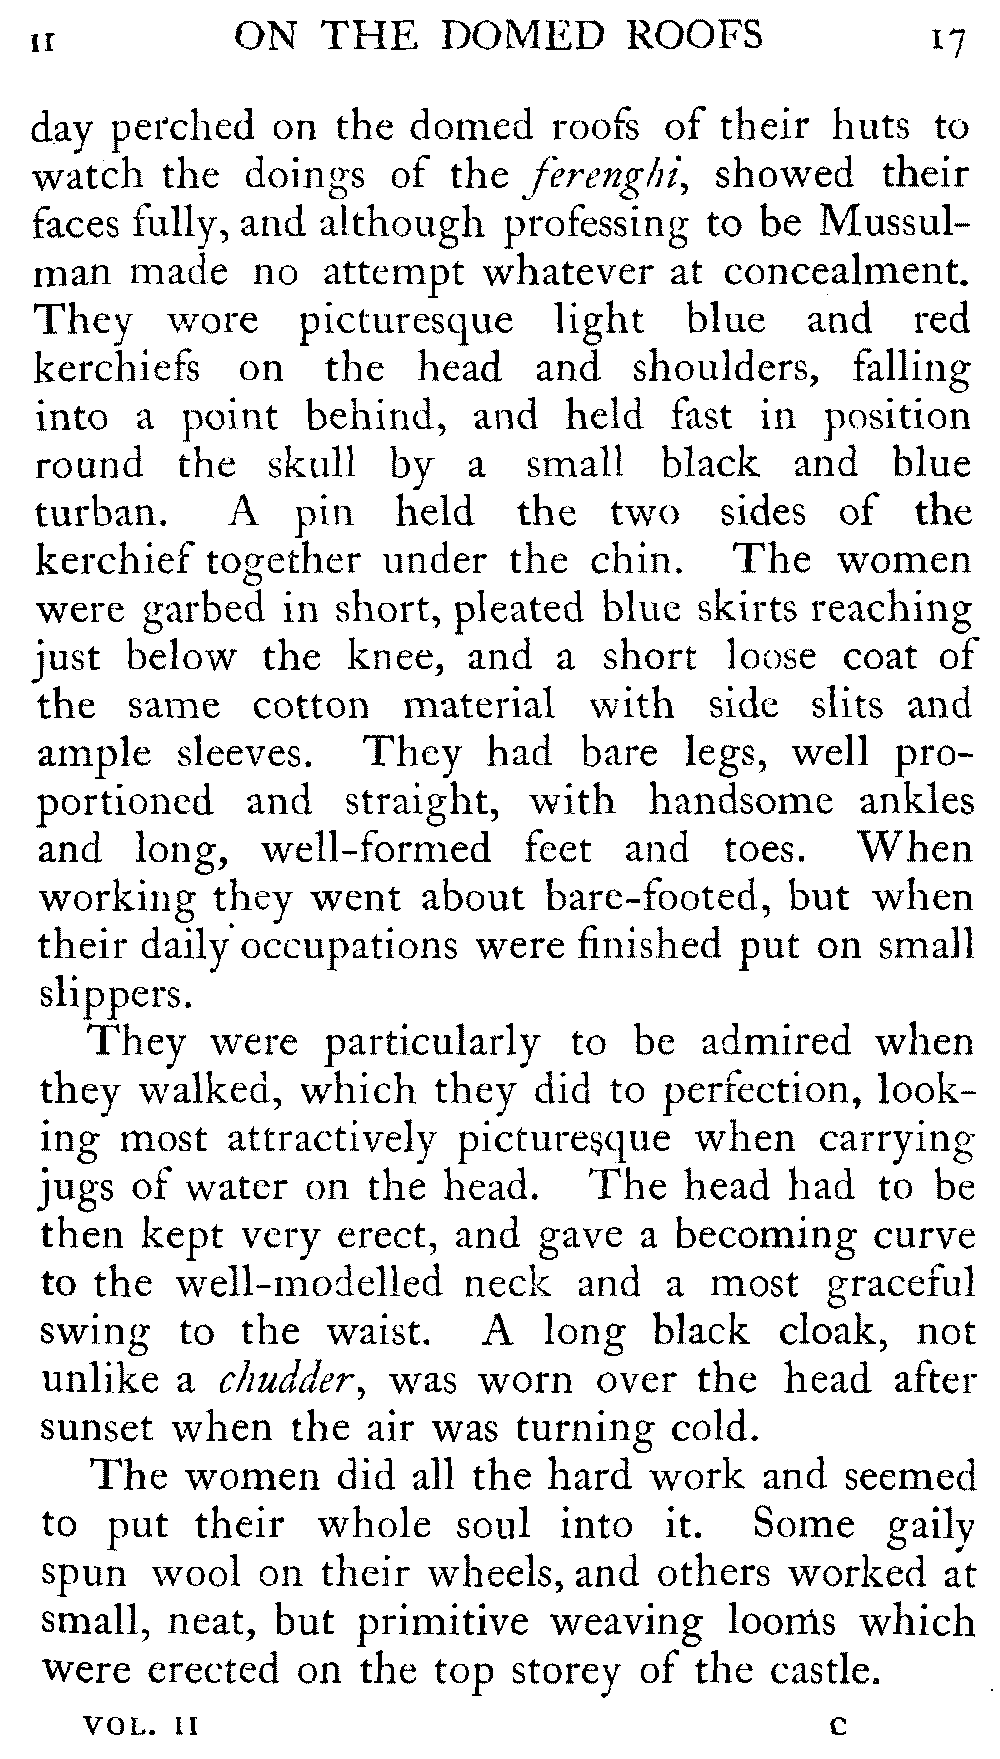 II ON THE DOMED ROOFS 17
day perched on the domed roofs of their huts to
watch the doings of the ferenghi, showed their
faces fully, and although professing to be Mussul-
man made no attempt whatever at concealment.
They wore picturesque light blue and red
kerchiefs on the head and shoulders, falling
into a point behind, and held fast in position
round the skull by a small black and blue
turban. A pin held the two sides of the
kerchief together under the chin. The women
were garbed in short, pleated blue skirts reaching
just below the knee, and a short loose coat of
the same cotton material with side slits and
ample sleeves. They had bare legs, well pro-
portioned and straight, with handsome ankles
and long, well-formed feet and toes. When
working they went about bare-footed, but when
their daily occupations were finished put on small
slippers.
They were particularly to be admired when
they walked, which they did to perfection, look-
ing most attractively picturesque when carrying
jugs of water on the head. The head had to be
then kept very erect, and gave a becoming curve
to the well-modelled neck and a most graceful
swing to the waist. A long black cloak, not
unlike a chudder, was worn over the head after
sunset when the air was turning cold.
The women did all the hard work and seemed
to put their whole soul into it. Some gaily
spun wool on their wheels, and others worked at
small, neat, but primitive weaving looms which
were erected on the top storey of the castle.
VOL. II C